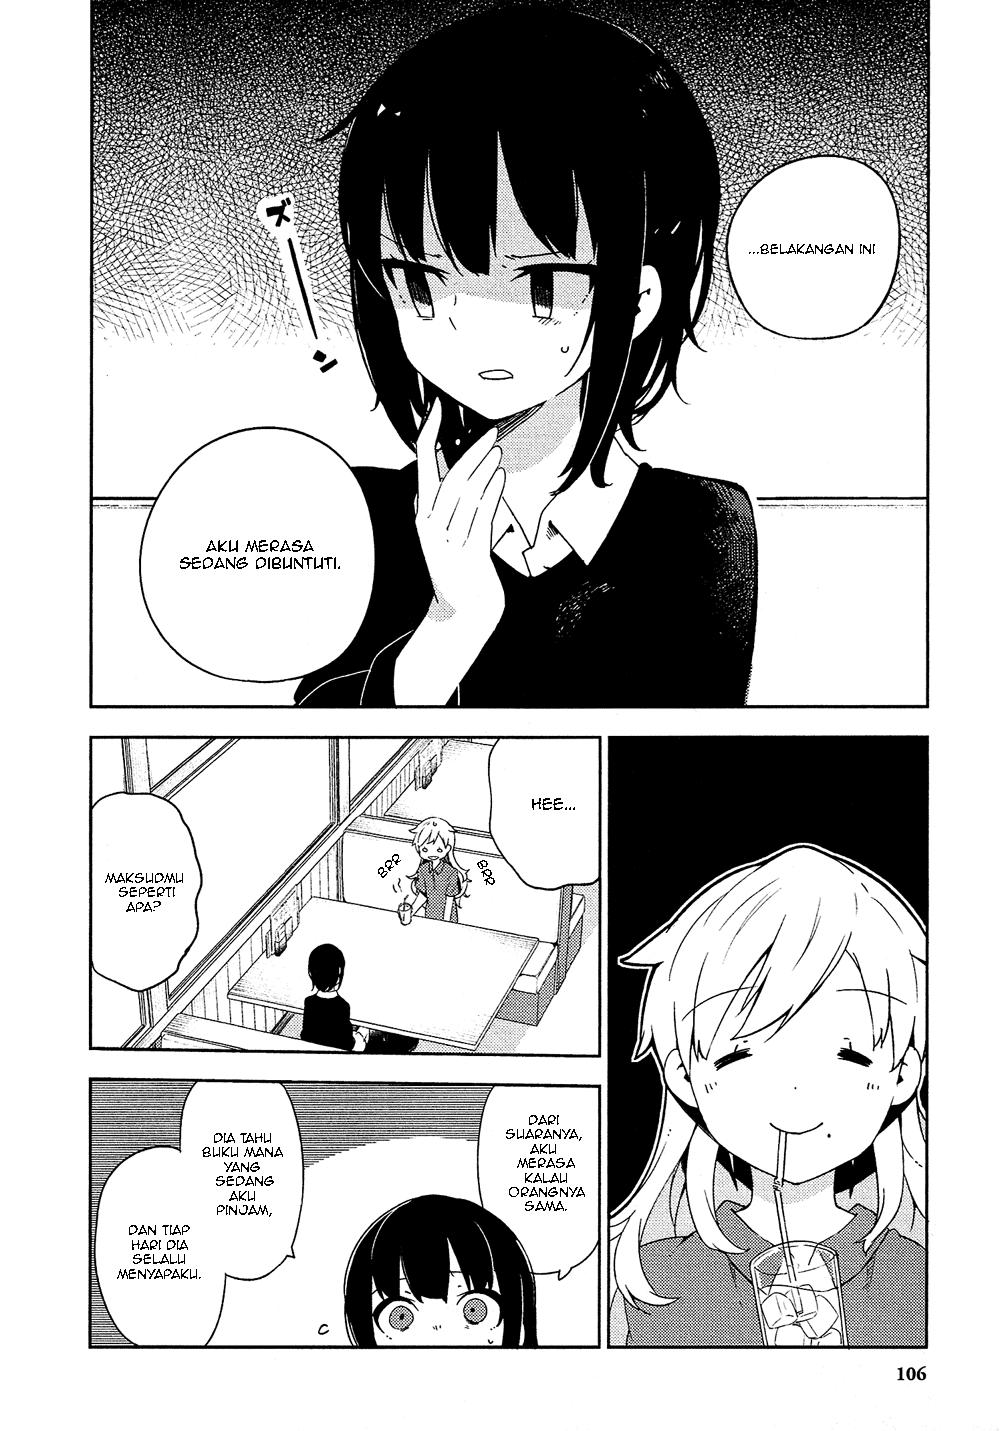 ...BELAKANGAN INI
ズーーン
AKU MERASA
SEDANG DIBUNTUTI.
HEE...
BRR
BRR
MAKSUDMU
SEPERTI
APA?
DARI
SUARANYA,
AKU
MERASA
KALAU
ORANGNYA
SAMA.
DIA TAHU
BUKU MANA
YANG
SEDANG
AKU
PINJAM,
DAN TIAP
HARI DIA
SELALU
MENYAPAKU.
106